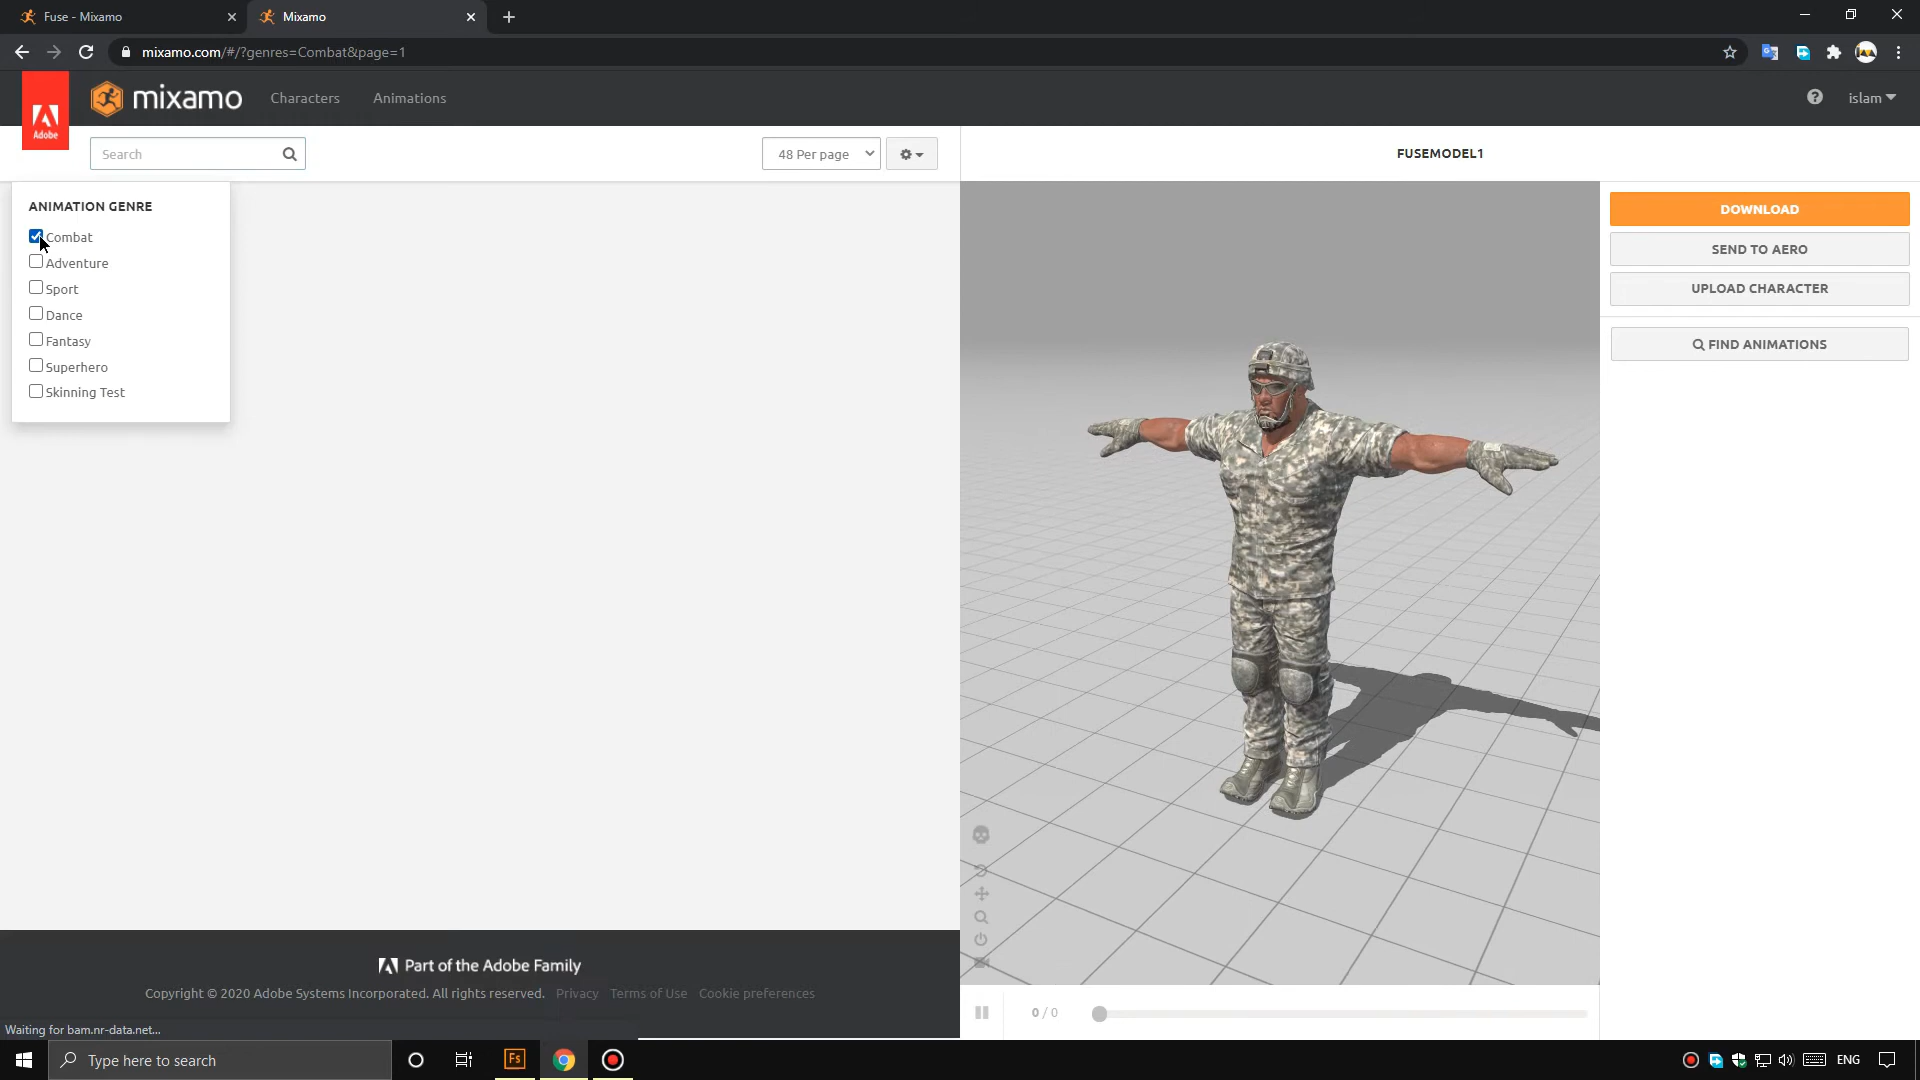 Fuse - Mixamo
Mixamo
mixamo.com/#/?genres=Combat&page=1
Adobe
mixamo
Characters
Animations
islam
Search
48 Per page
FUSEMODEL1
ANIMATION GENRE
Combat
Adventure
Sport
Dance
Fantasy
Superhero
Skinning Test
DOWNLOAD
SEND TO AERO
UPLOAD CHARACTER
FIND ANIMATIONS
Part of the Adobe Family
Copyright © 2020 Adobe Systems Incorporated. All rights reserved. Privacy Terms of Use Cookie preferences
0 / 0
Waiting for bam.nr-data.net...
Type here to search
Fs
ENG